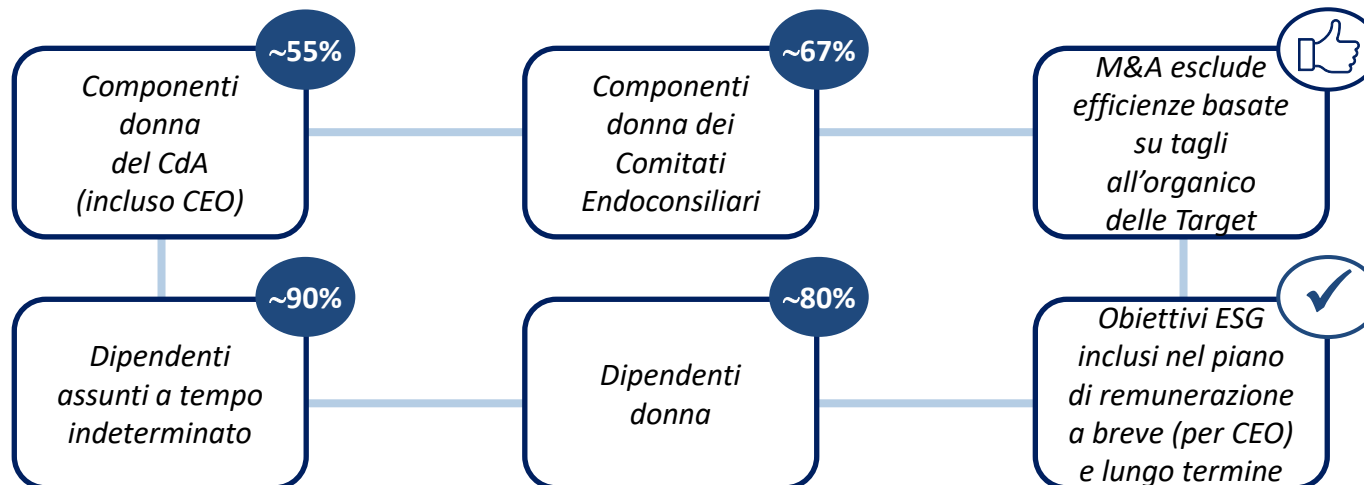 ~55%
Componenti
donna
del CdA
(incluso CEO)
~67%
Componenti
donna dei
Comitati
Endoconsiliari
M&A esclude
efficienze basate
su tagli
all’organico
delle Target
~90%
Dipendenti
assunti a tempo
indeterminato
~80%
Dipendenti
donna
Obiettivi ESG
inclusi nel piano
di remunerazione
a breve (per CEO)
e lungo termine